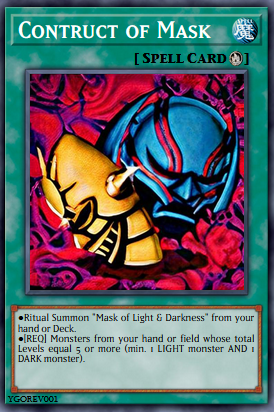 CONTRUCT OF MASK
魔
[ SPELL CARD ]
●Ritual Summon "Mask of Light & Darkness" from your
hand or Deck.
●[REQ] Monsters from your hand or field whose total
Levels equal 5 or more (min. 1 LIGHT monster AND 1
DARK monster).
YGOREV001